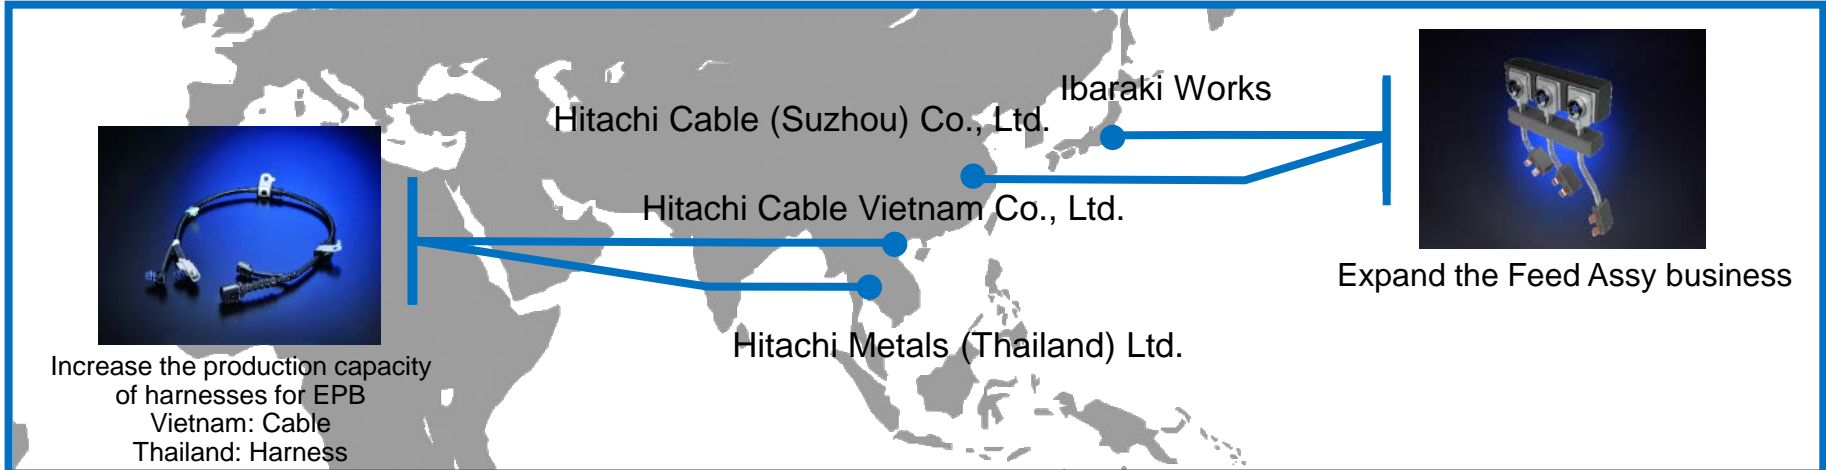 Ibaraki Works
Hitachi Cable (Suzhou) Co., Ltd.
Hitachi Cable Vietnam Co., Ltd.
Hitachi Metals (Thailand) Ltd.
Expand the Feed Assy business
Increase the production capacity
of harnesses for EPB
Vietnam: Cable
Thailand: Harness